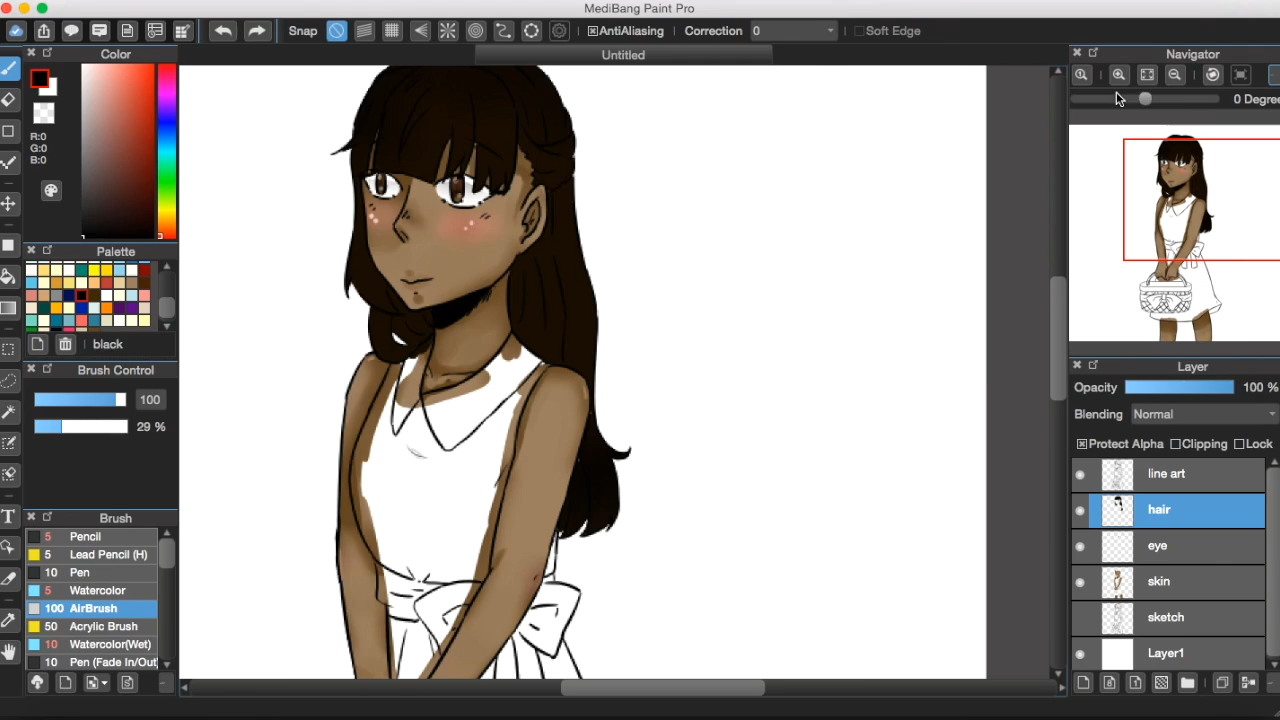 MediBang Paint Pro
Snap
AntiAliasing
Correction 0
Soft Edge
Untitled
Color
R:0
G:0
B:0
Palette
black
Brush Control
100
29 %
Brush
5 Pencil
5 Lead Pencil (H)
10 Pen
5 Watercolor
100 AirBrush
50 Acrylic Brush
10 Watercolor(Wet)
10 Pen (Fade In/Out
Navigator
0 Degree
Layer
Opacity 100 %
Blending Normal
Protect Alpha Clipping Lock
line art
hair
eye
skin
sketch
Layer1